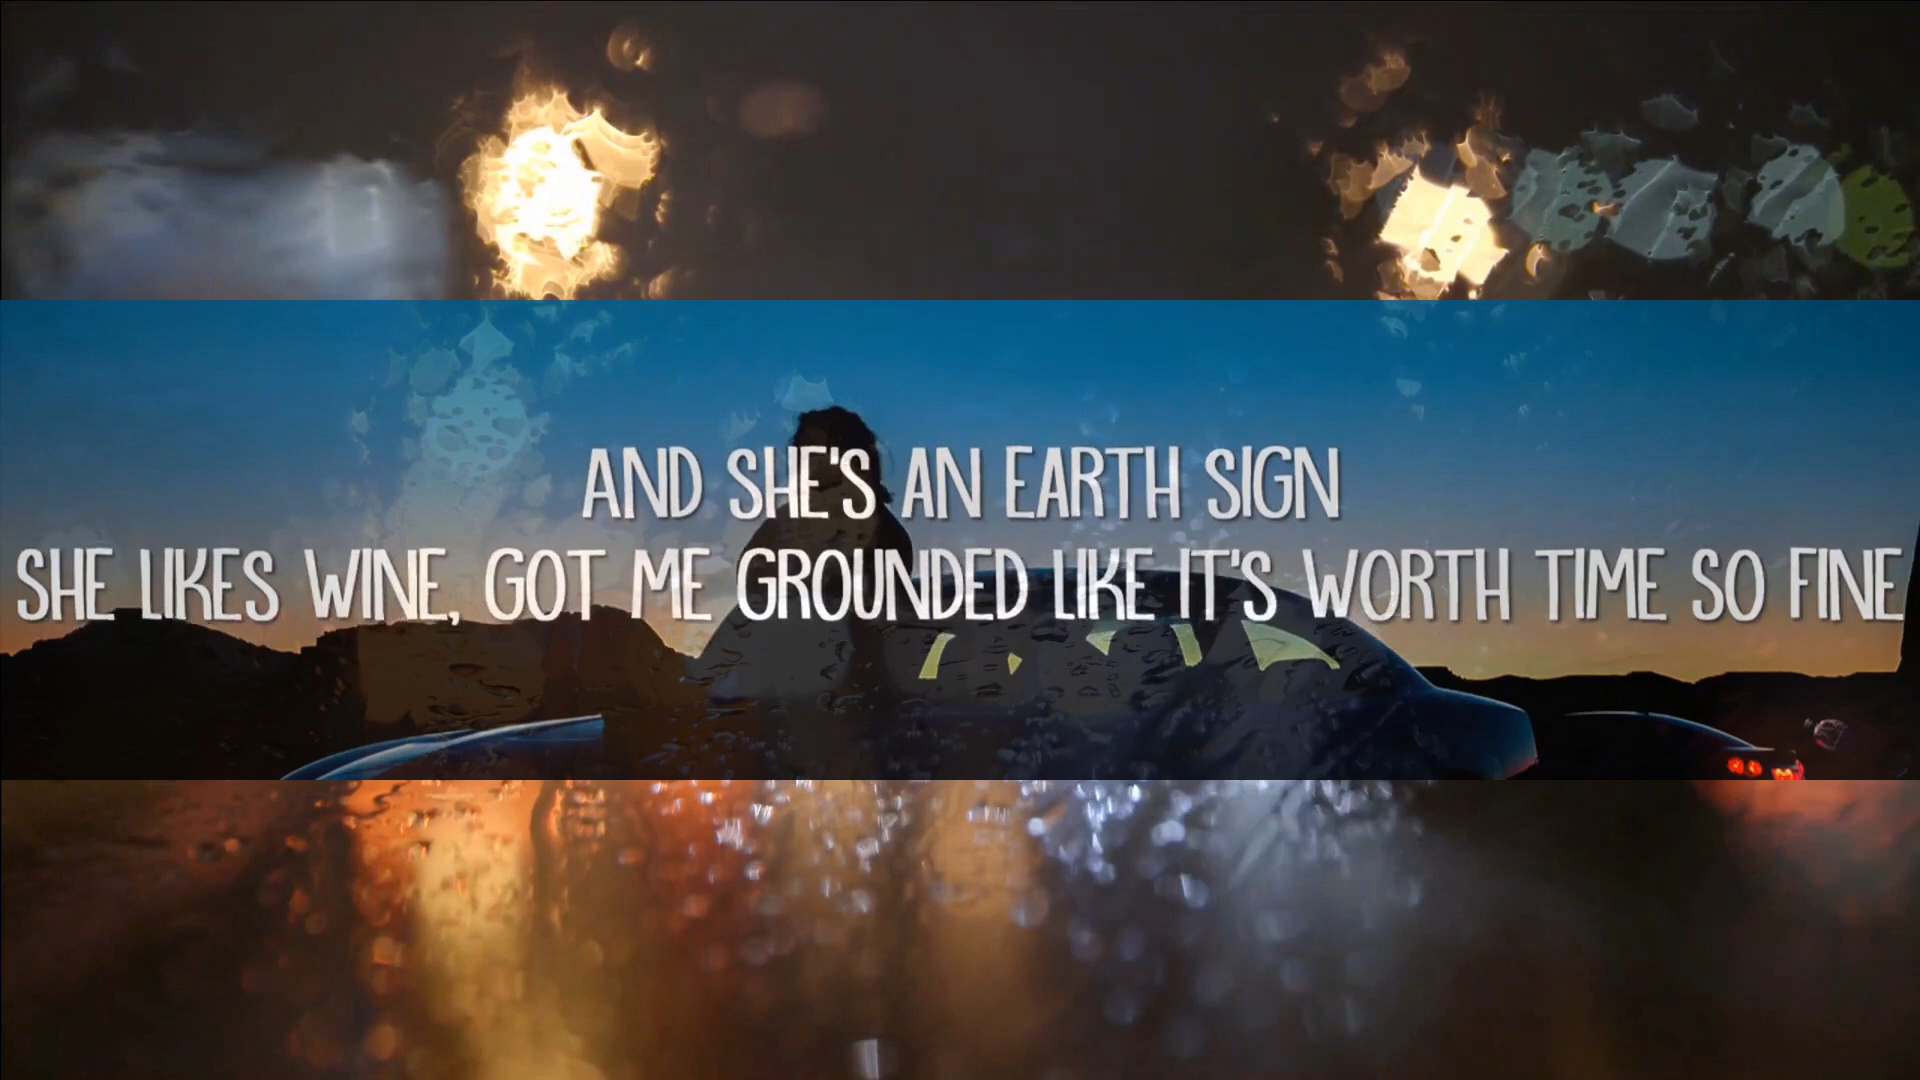 AND SHE'S AN EARTH SIGN
SHE LIKES WINE, GOT ME GROUNDED LIKE IT'S WORTH TIME SO FINE